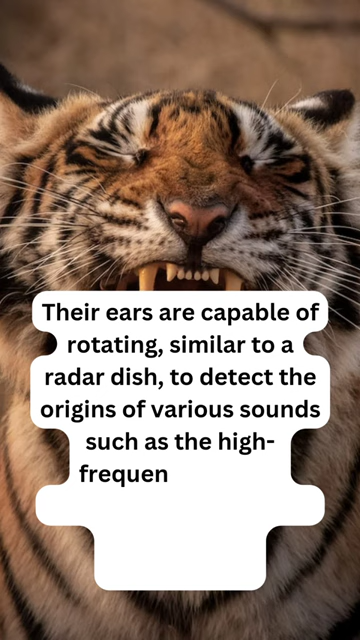 Their ears are capable of
rotating, similar to a
radar dish, to detect the
origins of various sounds
such as the high-
frequen